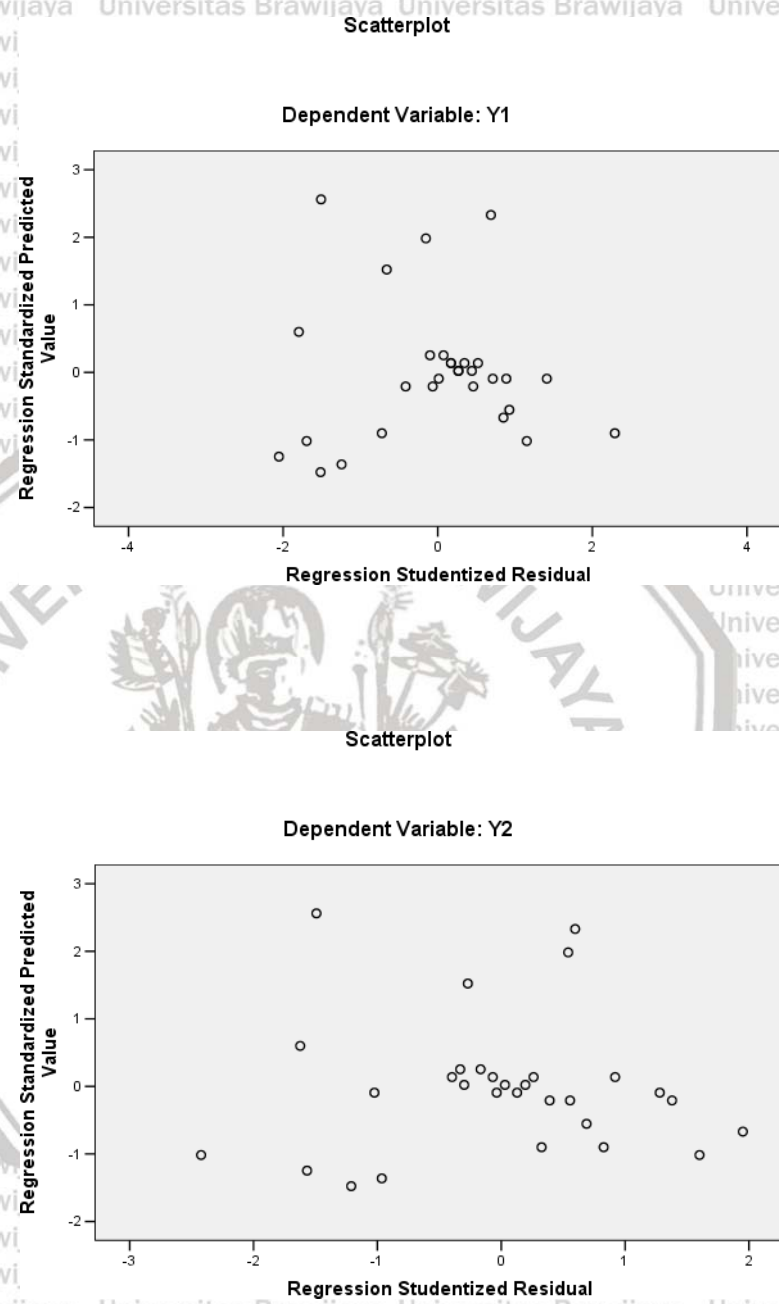 Universitas Brawijaya Universitas Brawijaya
Scatterplot
Dependent Variable: Y1
Regression Standardized Predicted
Value
3
2
1
0
-1
-2
-4
-2
0
2
4
Regression Studentized Residual
Scatterplot
Dependent Variable: Y2
Regression Standardized Predicted
Value
3
2
1
0
-1
-2
-3
-2
-1
0
1
2
Regression Studentized Residual